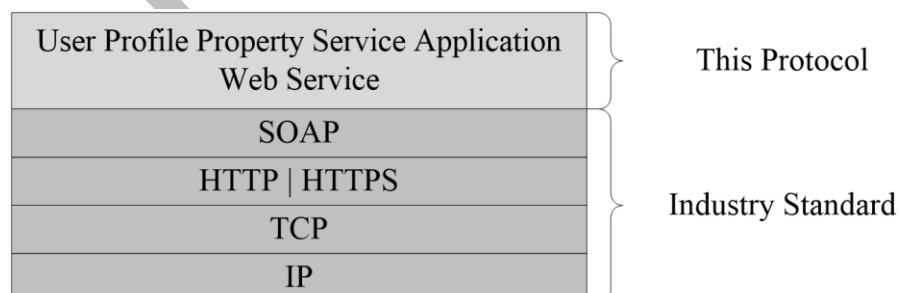 User Profile Property Service Application
Web Service
This Protocol
SOAP
HTTP | HTTPS
TCP
IP
Industry Standard